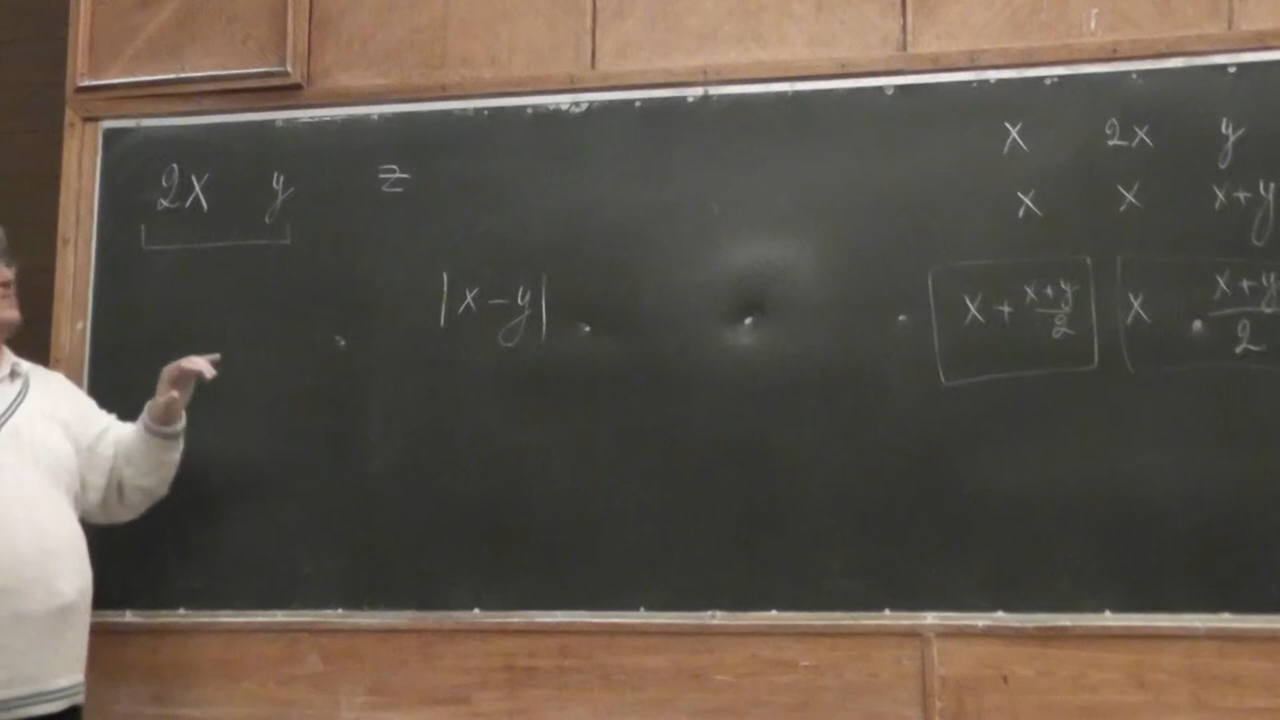 2x y z
|x-y|
x 2x y
x x x+y
x + (x+y)/2 x (x+y)/2